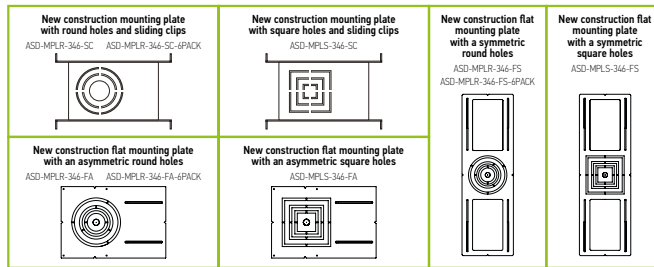 New construction mounting plate
with round holes and sliding clips
ASD-MPLR-346-SC ASD-MPLR-346-SC-6PACK
New construction mounting plate
with square holes and sliding clips
ASD-MPLS-346-SC
New construction flat
mounting plate
with a symmetric
round holes
ASD-MPLR-346-FS
ASD-MPLR-346-FS-6PACK
New construction flat
mounting plate
with a symmetric
square holes
ASD-MPLS-346-FS
New construction flat mounting plate
with an asymmetric round holes
ASD-MPLR-346-FA ASD-MPLR-346-FA-6PACK
New construction flat mounting plate
with an asymmetric square holes
ASD-MPLS-346-FA